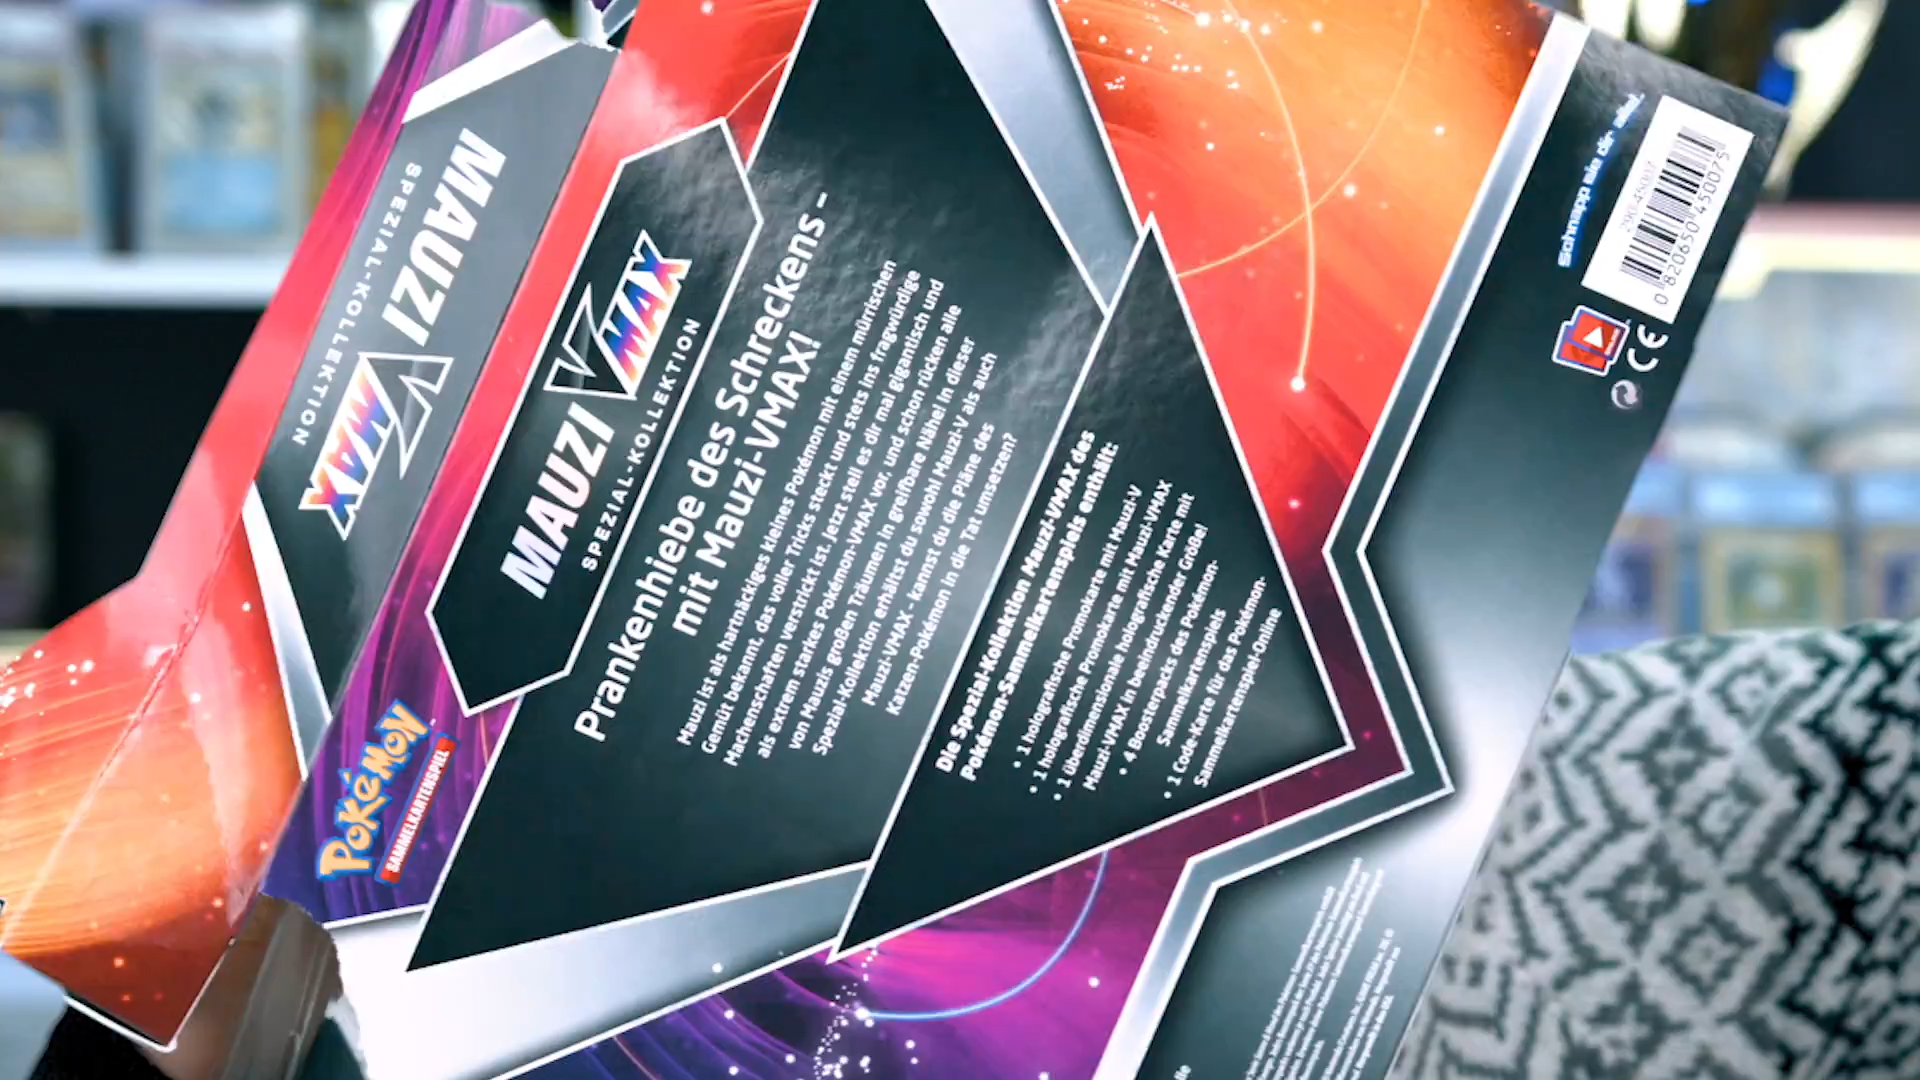 MAUZI
VMAX
SPEZIAL-KOLLEKTION
MAUZI VMAX
SPEZIAL-KOLLEKTION
POKÉMON
SAMMELKARTENSPIEL
Prankenhiebe des Schreckens –
mit Mauzi-VMAX!
Mauzi ist als hartnäckiges kleines Pokémon mit einem mürrischen
Gemüt bekannt, das voller Tricks steckt und stets ins fragwürdige
Machenschaften verstrickt ist. Jetzt stell es dir mal gigantisch und
als extrem starkes Pokémon-VMAX vor, und schon rücken alle
von Mauzis großen Träumen in greifbare Nähe! In dieser
Spezial-Kollektion erhältst du sowohl Mauzi-V als auch
Mauzi-VMAX – kannst du die Pläne des
Katzen-Pokémon in die Tat umsetzen?
Die Spezial-Kollektion Mauzi-VMAX des
Pokémon-Sammelkartenspiels enthält:
• 1 holografische Promokarte mit Mauzi-V
• 1 holografische Promokarte mit Mauzi-VMAX
• 1 überdimensionale holografische Karte mit
Mauzi-VMAX in beeindruckender Größe!
• 4 Boosterpacks des Pokémon-
Sammelkartenspiels
• 1 Code-Karte für das Pokémon-
Sammelkartenspiel-Online
Schnapp sie dir alle!
290-45007
0 820650 450075
CE